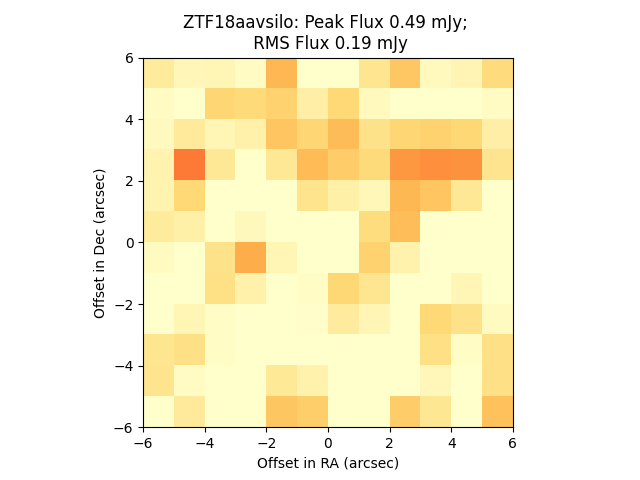 ZTF18aavsilo: Peak Flux 0.49 mJy;
RMS Flux 0.19 mJy
6
4
2
0
−2
−4
−6
Offset in Dec (arcsec)
−6 −4 −2 0 2 4 6
Offset in RA (arcsec)